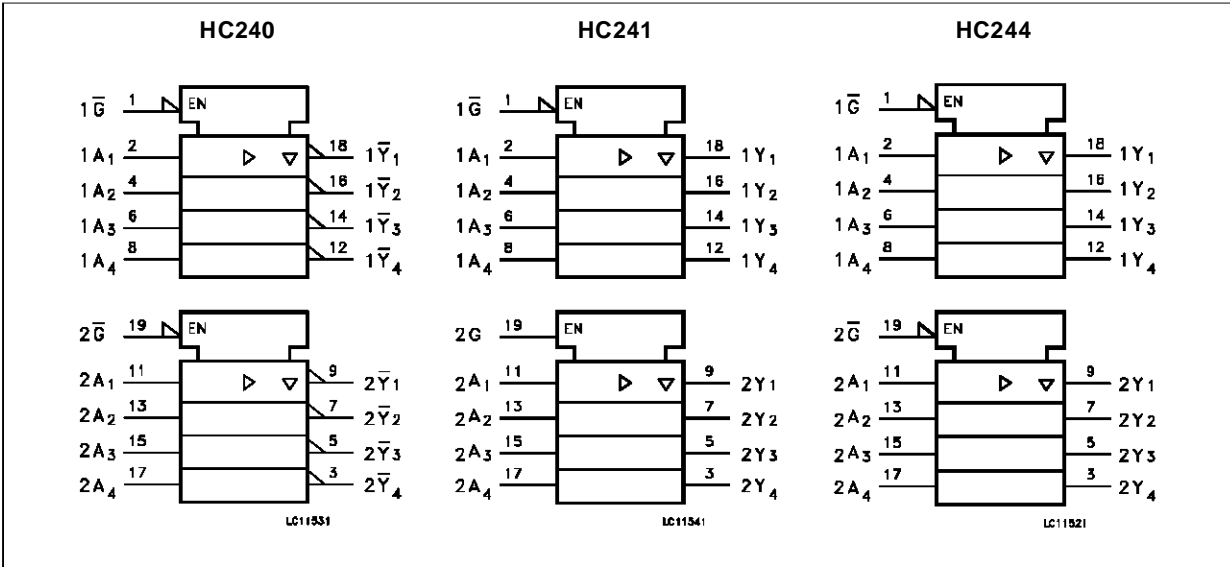 HC240 HC241 HC244
1G̅ 1 EN 1G̅ 1 EN 1G̅ 1 EN
1A1 2 18 1Y̅1 1A1 2 18 1Y1 1A1 2 18 1Y1
1A2 4 16 1Y̅2 1A2 4 16 1Y2 1A2 4 16 1Y2
1A3 6 14 1Y̅3 1A3 6 14 1Y3 1A3 6 14 1Y3
1A4 8 12 1Y̅4 1A4 8 12 1Y4 1A4 8 12 1Y4
2G̅ 19 EN 2G 19 EN 2G̅ 19 EN
2A1 11 9 2Y̅1 2A1 11 9 2Y1 2A1 11 9 2Y1
2A2 13 7 2Y̅2 2A2 13 7 2Y2 2A2 13 7 2Y2
2A3 15 5 2Y̅3 2A3 15 5 2Y3 2A3 15 5 2Y3
2A4 17 3 2Y̅4 2A4 17 3 2Y4 2A4 17 3 2Y4
LC11531 LC11541 LC11521